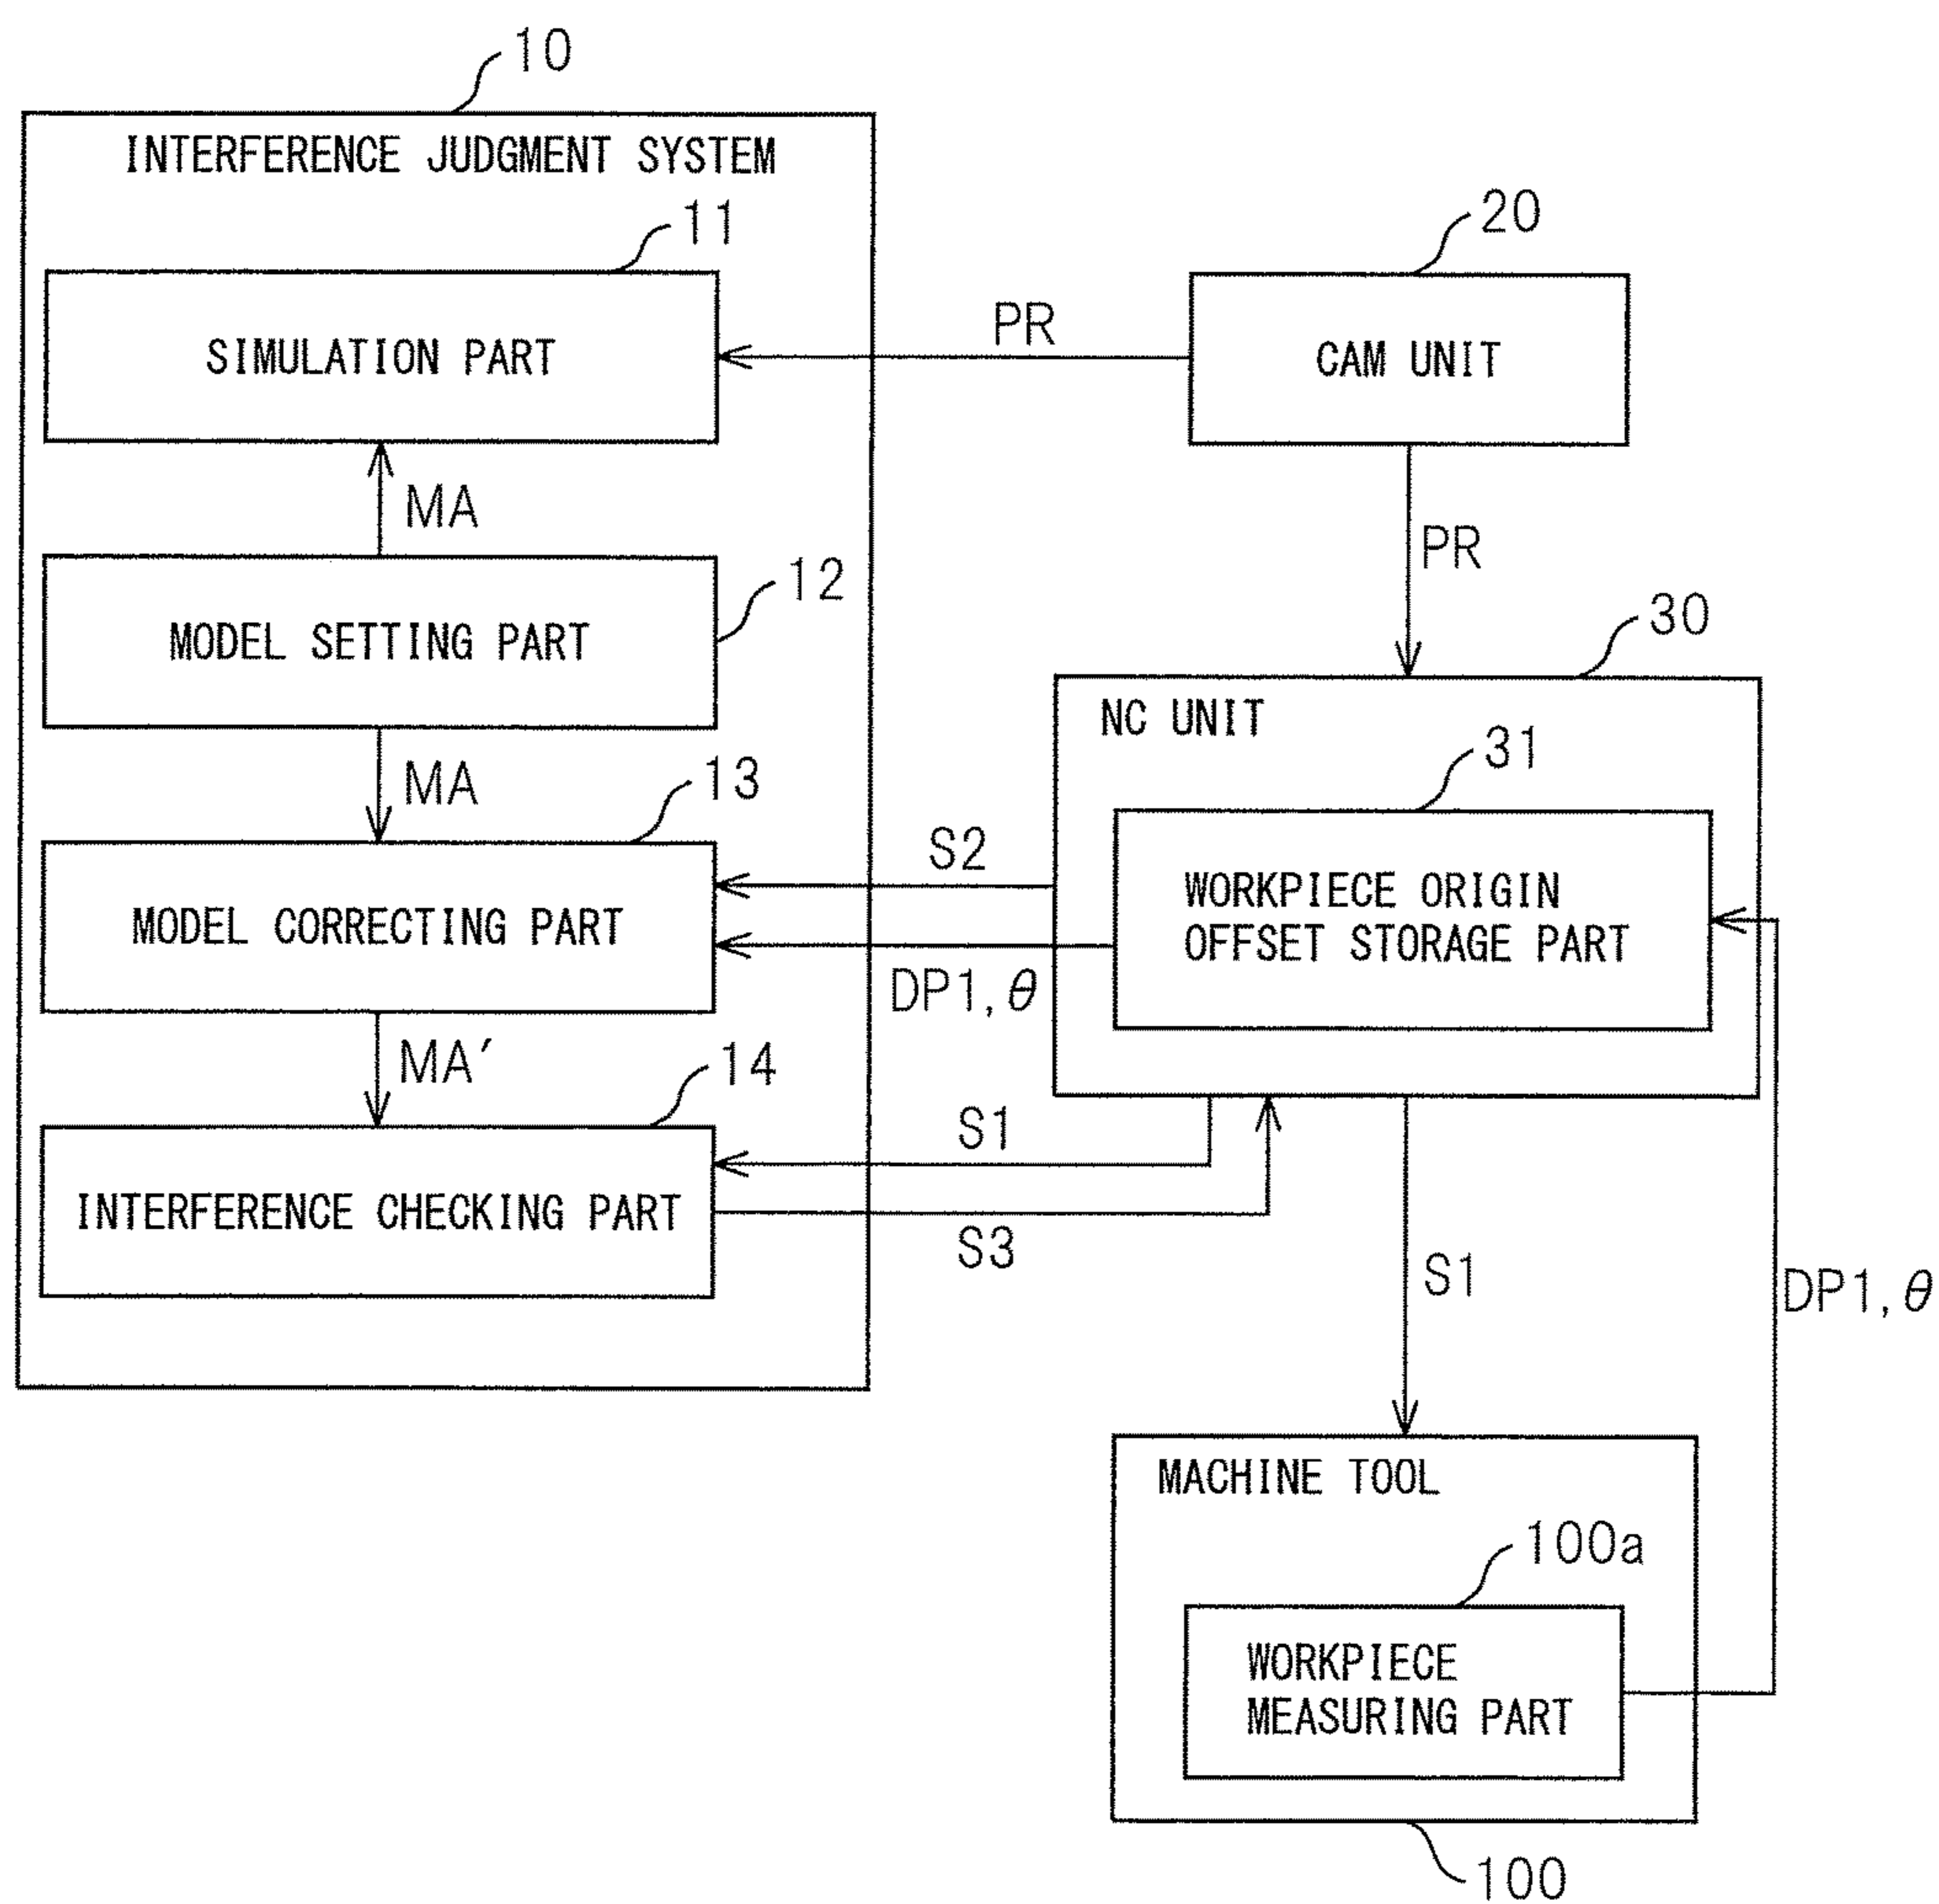 10
INTERFERENCE JUDGMENT SYSTEM
11
SIMULATION PART
PR
20
CAM UNIT
MA
PR
12
MODEL SETTING PART
30
NC UNIT
MA
13
31
S2
MODEL CORRECTING PART
WORKPIECE ORIGIN
OFFSET STORAGE PART
DP1, θ
MA′
14
S1
INTERFERENCE CHECKING PART
S3
S1
DP1, θ
MACHINE TOOL
100a
WORKPIECE
MEASURING PART
100